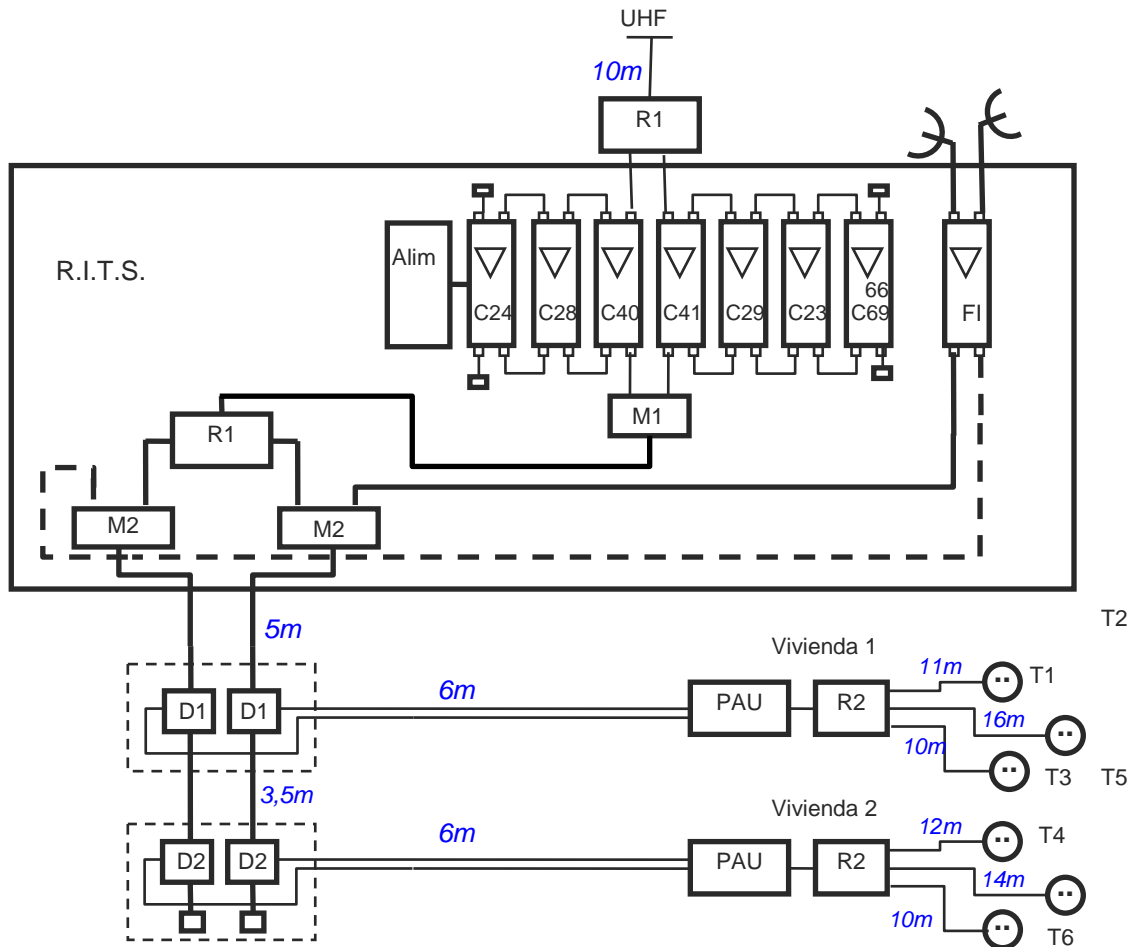 UHF
10m
R1
R.I.T.S.
Alim
C24
C28
C40
C41
C29
C23
66
C69
FI
M1
R1
M2
M2
5m
T2
Vivienda 1
11m
T1
6m
D1
D1
PAU
R2
16m
10m
T3
T5
3,5m
Vivienda 2
12m
T4
6m
D2
D2
PAU
R2
14m
10m
T6